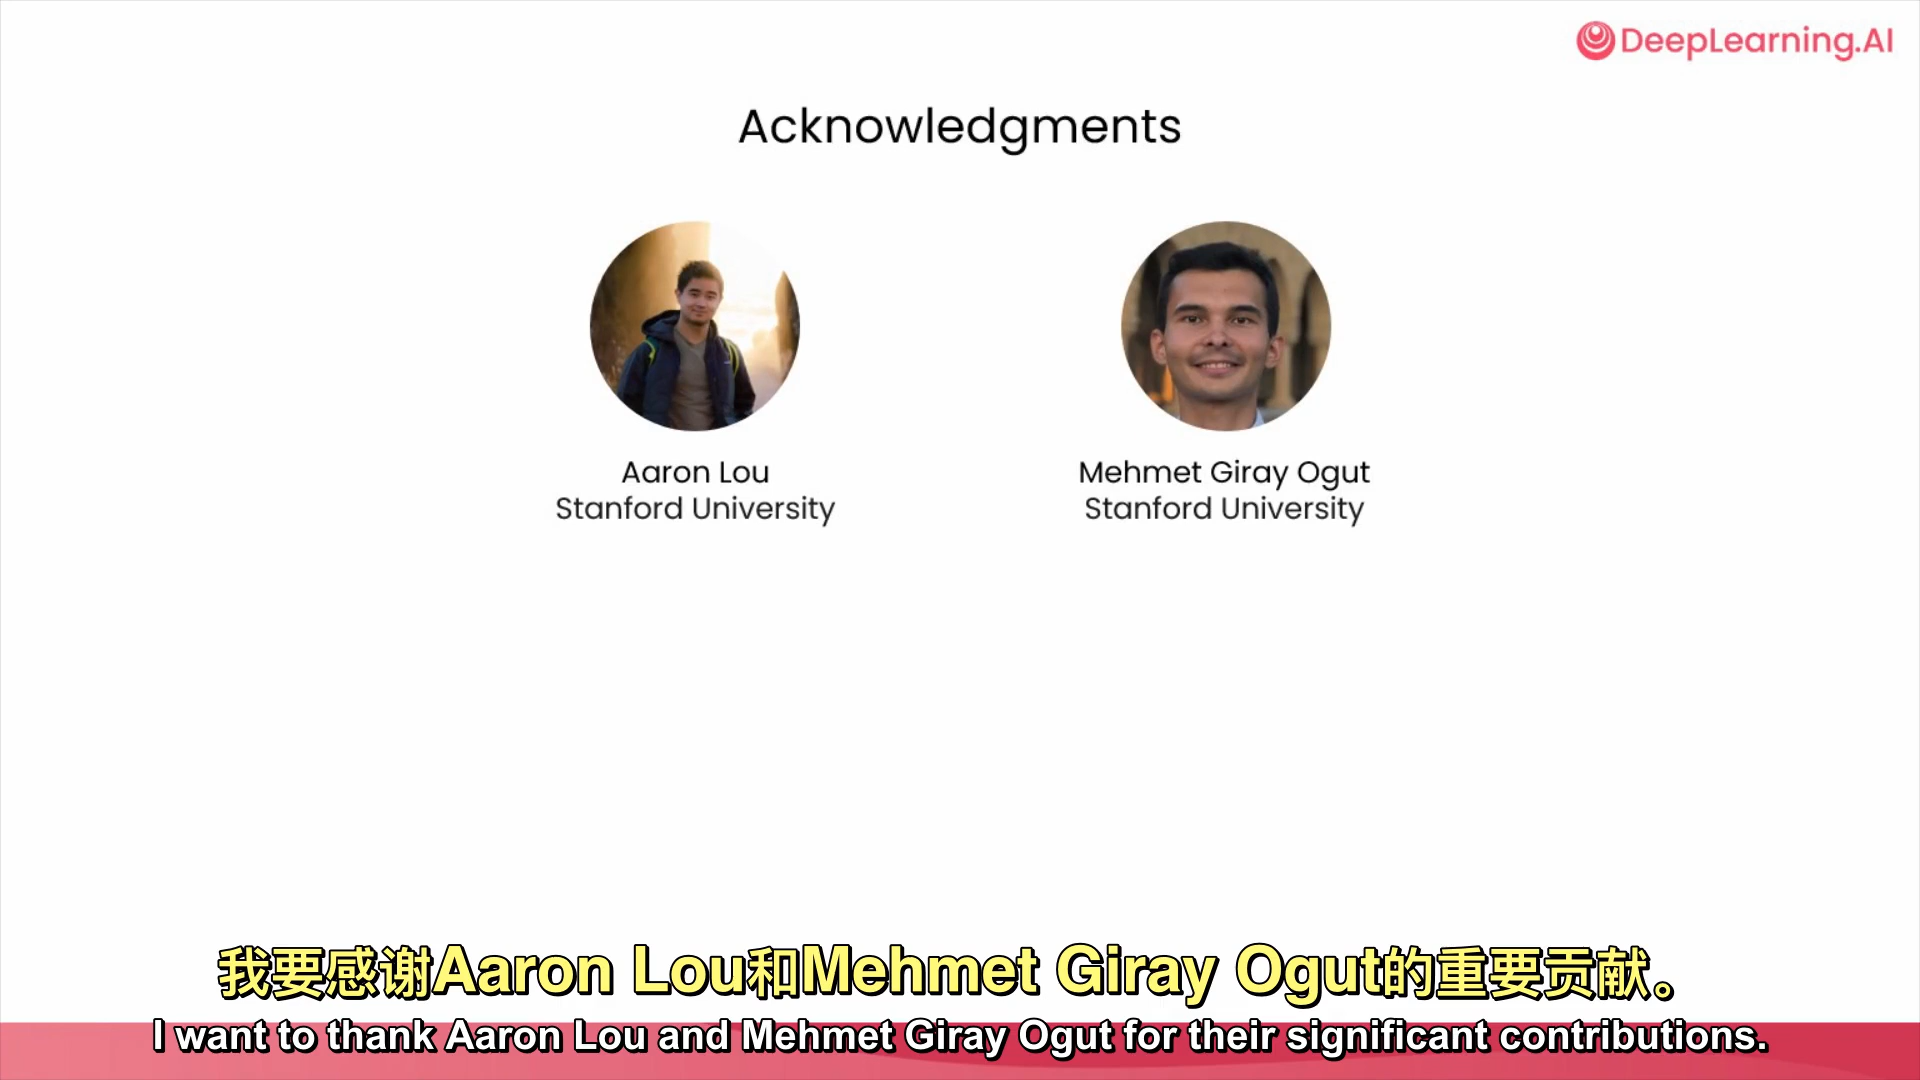 DeepLearning.AI
Acknowledgments
Aaron Lou
Stanford University
Mehmet Giray Ogut
Stanford University
我要感谢Aaron Lou和Mehmet Giray Ogut的重要贡献。
I want to thank Aaron Lou and Mehmet Giray Ogut for their significant contributions.